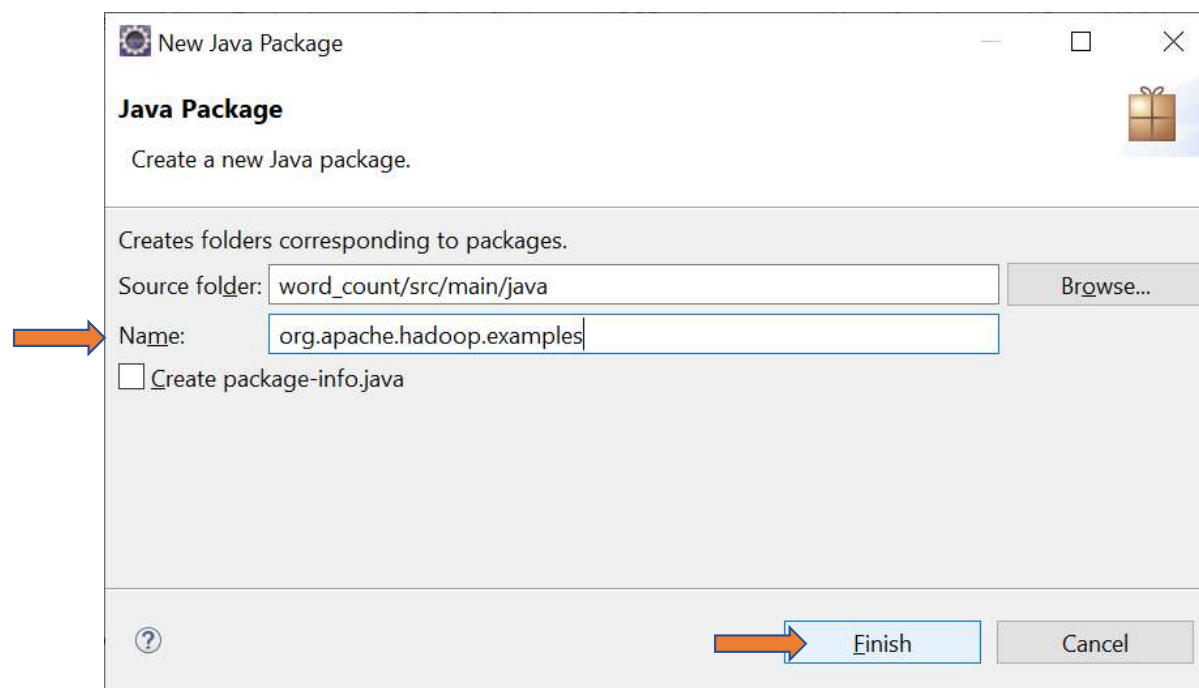 New Java Package
Java Package
Create a new Java package.
Creates folders corresponding to packages.
Source folder: word_count/src/main/java Browse...
Name: org.apache.hadoop.examples
Create package-info.java
? Finish Cancel